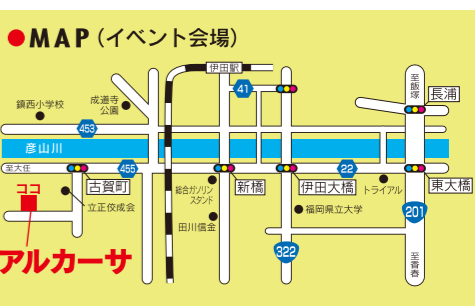 ●MAP(イベント会場)
伊田駅
至飯塚
41
長浦
鎮西小学校
成道寺
公園
453
彦山川
至大任
455
22
ココ
古賀町
総合ガソリン
スタンド
新橋
伊田大橋
トライアル
東大橋
立正佼成会
福岡県立大学
201
田川信金
アルカーサ
322
至香春